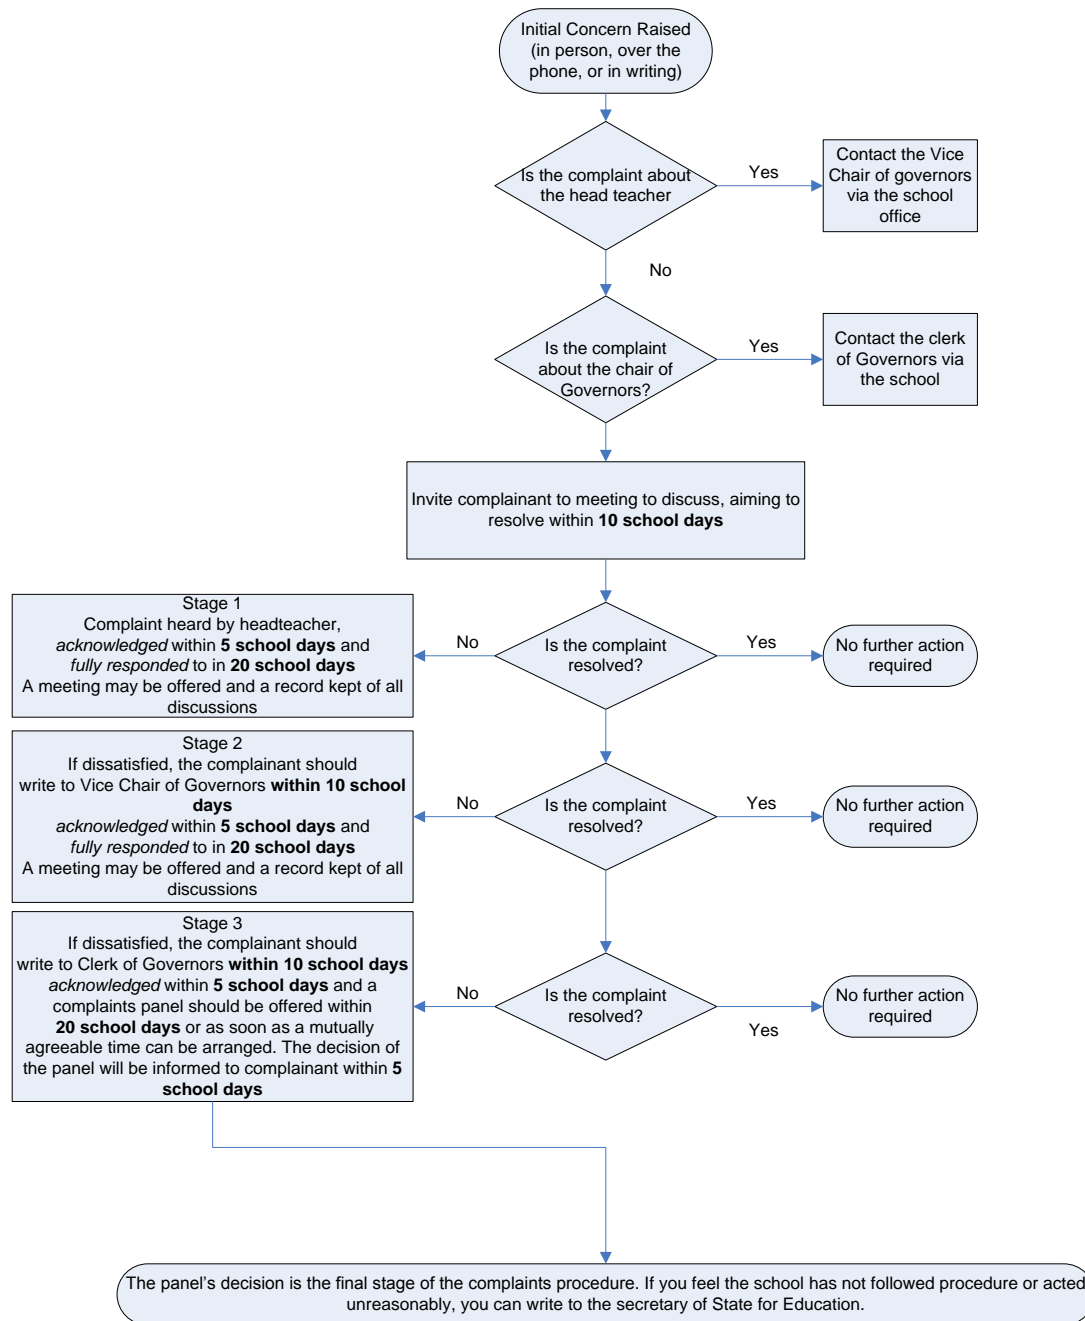 Initial Concern Raised
(in person, over the
phone, or in writing)
Is the complaint about
the head teacher
Yes
Contact the Vice
Chair of governors
via the school
office
No
Is the complaint
about the chair of
Governors?
Yes
Contact the clerk
of Governors via
the school
Invite complainant to meeting to discuss, aiming to
resolve within 10 school days
Stage 1
Complaint heard by headteacher,
acknowledged within 5 school days and
fully responded to in 20 school days
A meeting may be offered and a record kept of all
discussions
No
Is the complaint
resolved?
Yes
No further action
required
Stage 2
If dissatisfied, the complainant should
write to Vice Chair of Governors within 10 school
days
acknowledged within 5 school days and
fully responded to in 20 school days
A meeting may be offered and a record kept of all
discussions
No
Is the complaint
resolved?
Yes
No further action
required
Stage 3
If dissatisfied, the complainant should
write to Clerk of Governors within 10 school days
acknowledged within 5 school days and a
complaints panel should be offered within
20 school days or as soon as a mutually
agreeable time can be arranged. The decision of
the panel will be informed to complainant within 5
school days
No
Is the complaint
resolved?
Yes
No further action
required
The panel's decision is the final stage of the complaints procedure. If you feel the school has not followed procedure or acted
unreasonably, you can write to the secretary of State for Education.